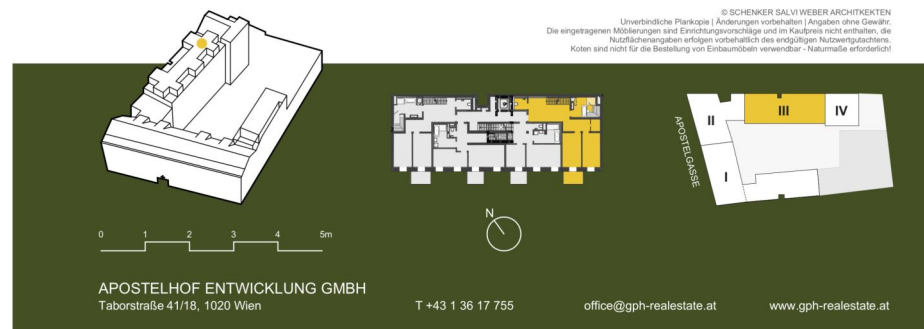 © SCHENKER SALVI WEBER ARCHITKEKTEN
Unverbindliche Plankopie | Änderungen vorbehalten | Angaben ohne Gewähr.
Die eingetragenen Möblierungen sind Einrichtungsvorschläge und im Kaufpreis nicht enthalten, die
Nutzflächenangaben erfolgen vorbehaltlich des endgültigen Nutzwertgutachtens.
Koten sind nicht für die Bestellung von Einbaumöbeln verwendbar - Naturmaße erforderlich!
II
III
IV
I
APOSTELGASSE
N
0 1 2 3 4 5m
APOSTELHOF ENTWICKLUNG GMBH
Taborstraße 41/18, 1020 Wien
T +43 1 36 17 755
office@gph-realestate.at
www.gph-realestate.at